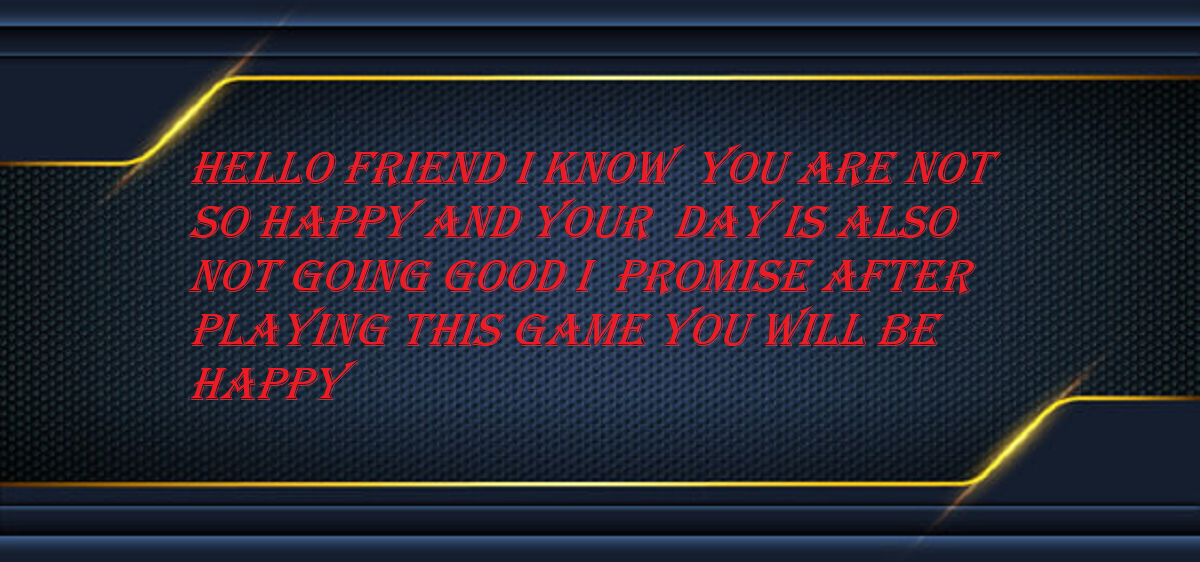 HELLO FRIEND I KNOW YOU ARE NOT
SO HAPPY AND YOUR DAY IS ALSO
NOT GOING GOOD I PROMISE AFTER
PLAYING THIS GAME YOU WILL BE
HAPPY